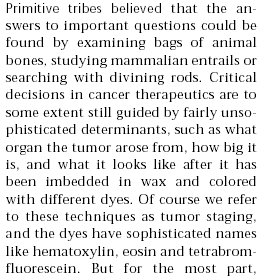 Primitive tribes believed that the an-
swers to important questions could be
found by examining bags of animal
bones, studying mammalian entrails or
searching with divining rods. Critical
decisions in cancer therapeutics are to
some extent still guided by fairly unso-
phisticated determinants, such as what
organ the tumor arose from, how big it
is, and what it looks like after it has
been imbedded in wax and colored
with different dyes. Of course we refer
to these techniques as tumor staging,
and the dyes have sophisticated names
like hematoxylin, eosin and tetrabrom-
fluorescein. But for the most part,